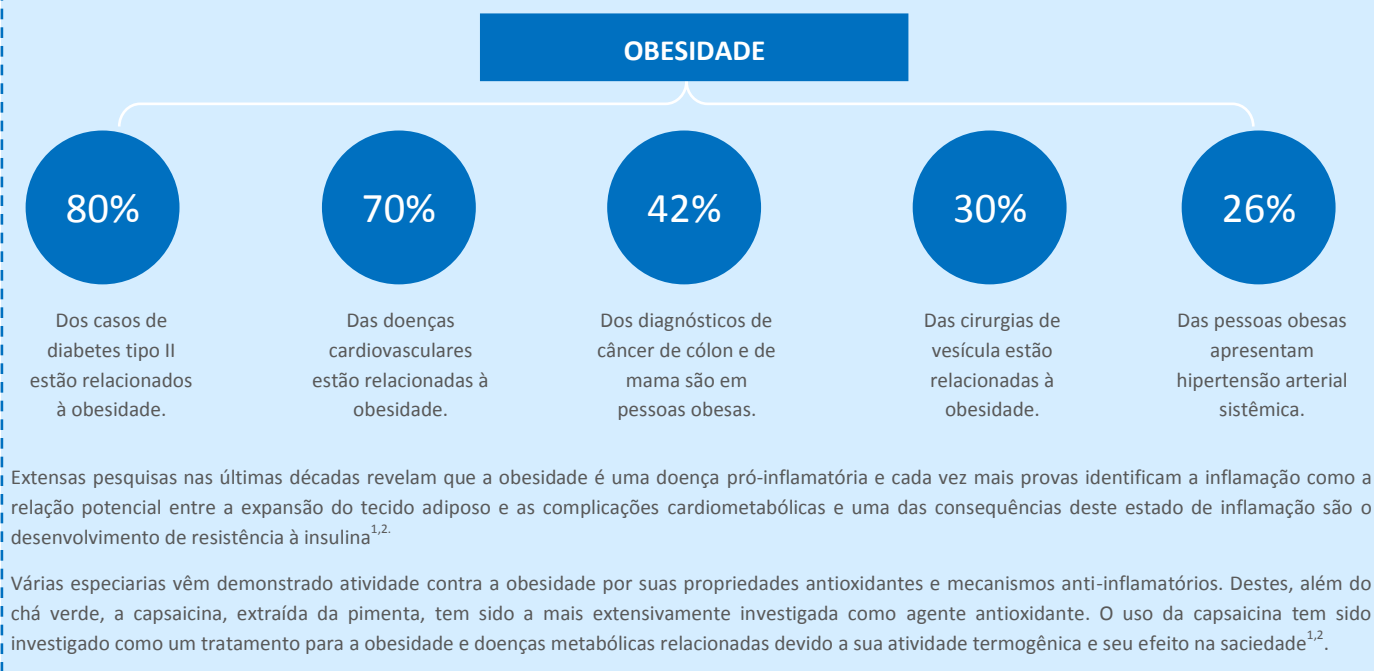 OBESIDADE
80%
70%
42%
30%
26%
Dos casos de
diabetes tipo II
estão relacionados
à obesidade.
Das doenças
cardiovasculares
estão relacionadas à
obesidade.
Dos diagnósticos de
câncer de cólon e de
mama são em
pessoas obesas.
Das cirurgias de
vesícula estão
relacionadas à
obesidade.
Das pessoas obesas
apresentam
hipertensão arterial
sistêmica.
Extensas pesquisas nas últimas décadas revelam que a obesidade é uma doença pró-inflamatória e cada vez mais provas identificam a inflamação como a
relação potencial entre a expansão do tecido adiposo e as complicações cardiometabólicas e uma das consequências deste estado de inflamação são o
desenvolvimento de resistência à insulina1,2.
Várias especiarias vêm demonstrado atividade contra a obesidade por suas propriedades antioxidantes e mecanismos anti-inflamatórios. Destes, além do
chá verde, a capsaicina, extraída da pimenta, tem sido a mais extensivamente investigada como agente antioxidante. O uso da capsaicina tem sido
investigado como um tratamento para a obesidade e doenças metabólicas relacionadas devido a sua atividade termogênica e seu efeito na saciedade1,2.